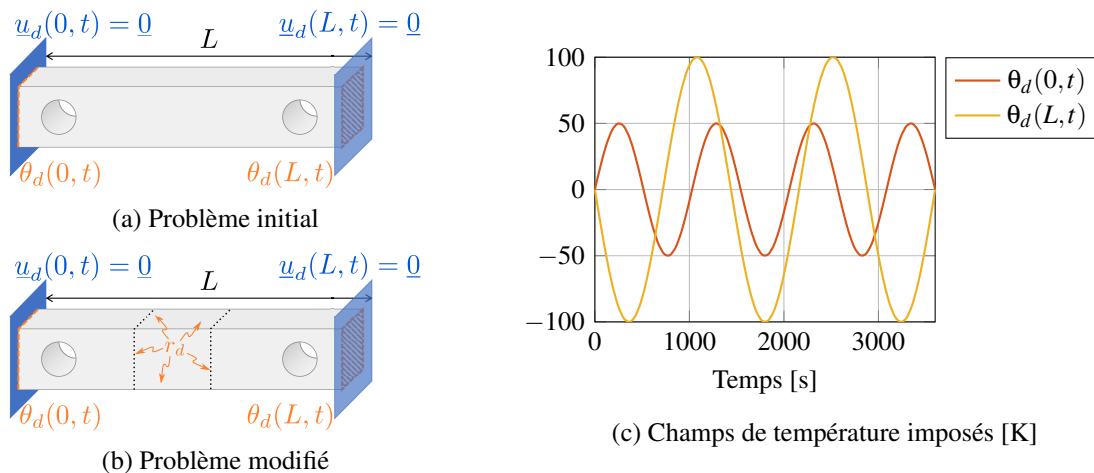 u_d(0, t) = 0 u_d(L, t) = 0
L
θ_d(0, t) θ_d(L, t)
(a) Problème initial
u_d(0, t) = 0 u_d(L, t) = 0
L
r_d
θ_d(0, t) θ_d(L, t)
(b) Problème modifié
100
50
0
−50
−100
0 1000 2000 3000
Temps [s]
θ_d(0,t)
θ_d(L,t)
(c) Champs de température imposés [K]